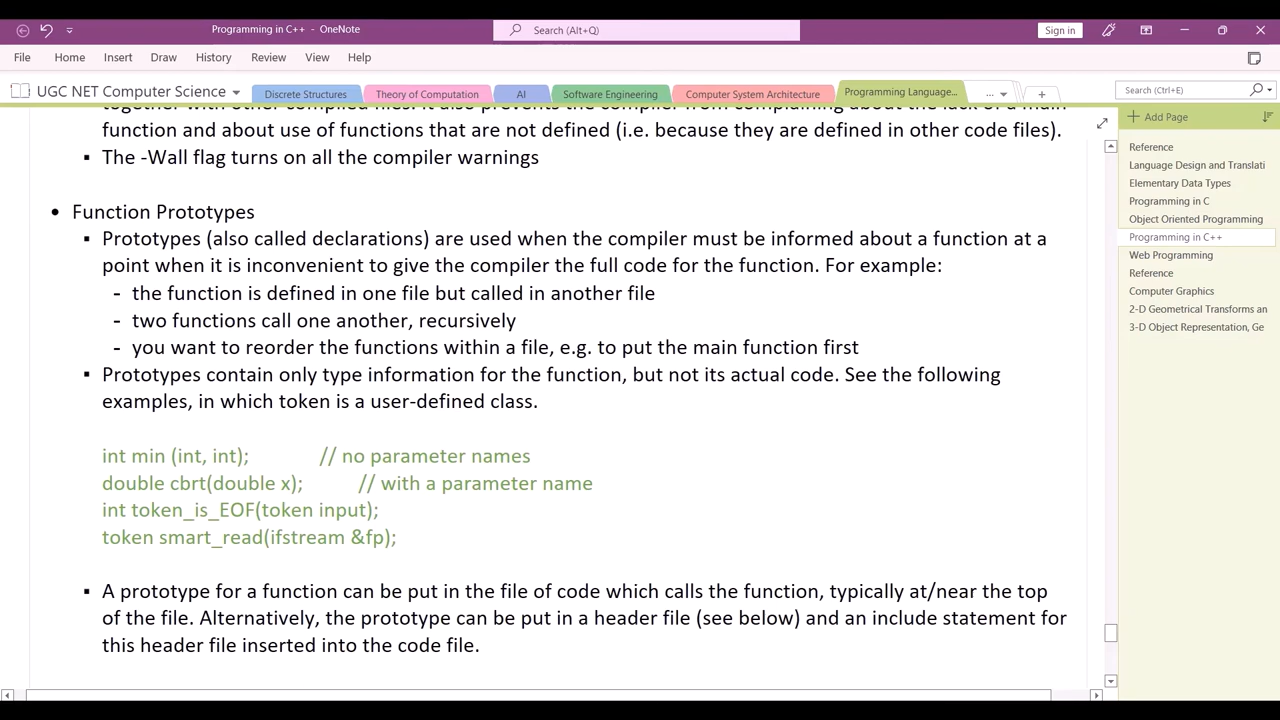 Programming in C++ - OneNote
Search (Alt+Q)
Sign in
File Home Insert Draw History Review View Help
UGC NET Computer Science
Discrete Structures
Theory of Computation
AI
Software Engineering
Computer System Architecture
Programming Language...
...
Search (Ctrl+E)
function and about use of functions that are not defined (i.e. because they are defined in other code files).
▪ The -Wall flag turns on all the compiler warnings
• Function Prototypes
▪ Prototypes (also called declarations) are used when the compiler must be informed about a function at a
point when it is inconvenient to give the compiler the full code for the function. For example:
- the function is defined in one file but called in another file
- two functions call one another, recursively
- you want to reorder the functions within a file, e.g. to put the main function first
▪ Prototypes contain only type information for the function, but not its actual code. See the following
examples, in which token is a user-defined class.
int min (int, int); // no parameter names
double cbrt(double x); // with a parameter name
int token_is_EOF(token input);
token smart_read(ifstream &fp);
▪ A prototype for a function can be put in the file of code which calls the function, typically at/near the top
of the file. Alternatively, the prototype can be put in a header file (see below) and an include statement for
this header file inserted into the code file.
Add Page
Reference
Language Design and Translati
Elementary Data Types
Programming in C
Object Oriented Programming
Programming in C++
Web Programming
Reference
Computer Graphics
2-D Geometrical Transforms an
3-D Object Representation, Ge